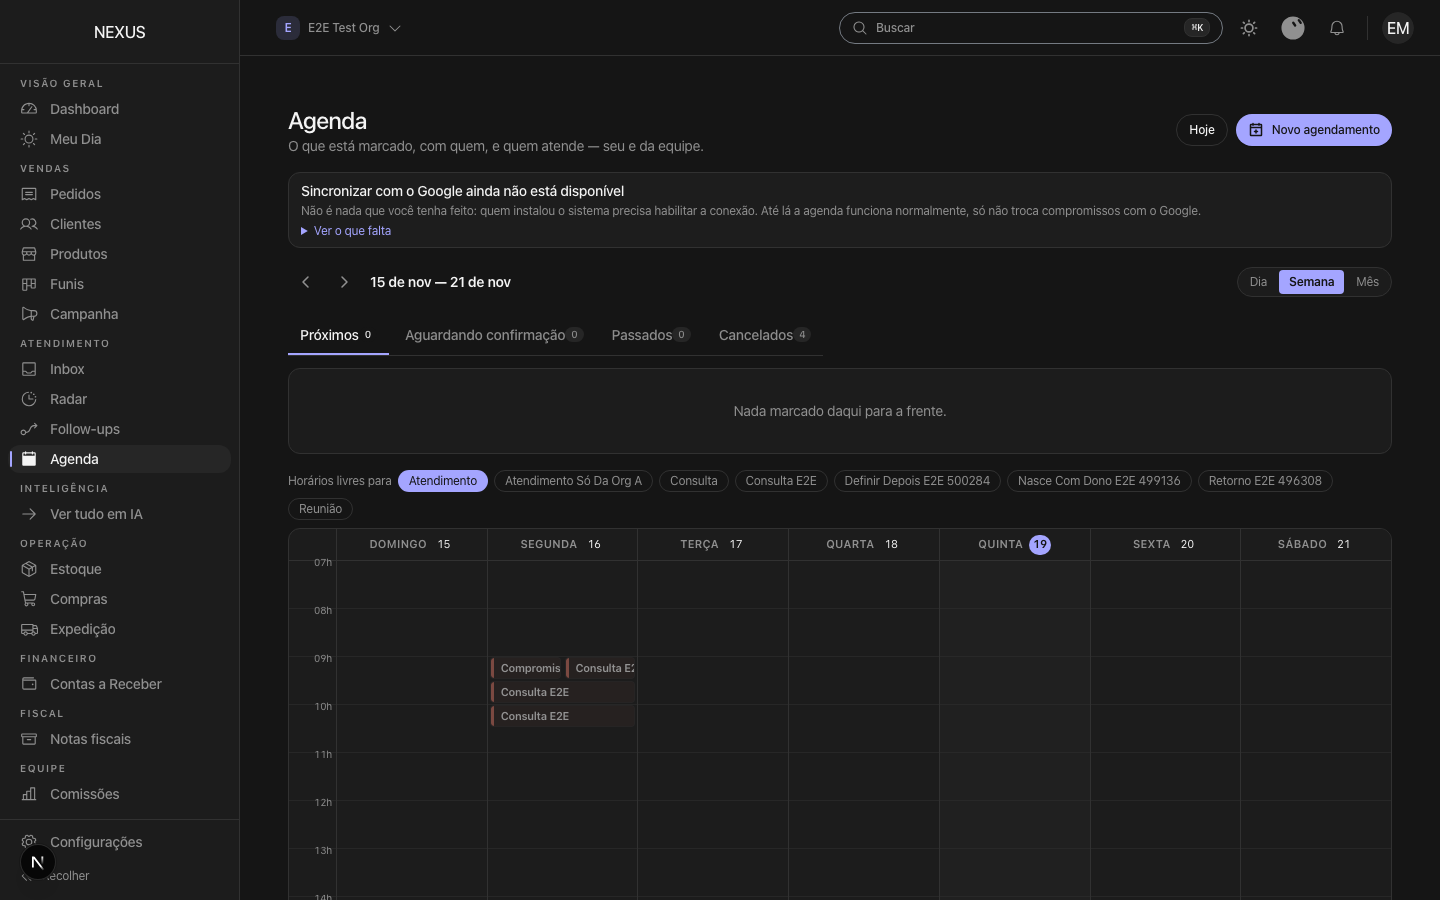 NEXUS
E E2E Test Org
Buscar ⌘K
EM
VISÃO GERAL
Dashboard
Meu Dia
VENDAS
Pedidos
Clientes
Produtos
Funis
Campanha
ATENDIMENTO
Inbox
Radar
Follow-ups
Agenda
INTELIGÊNCIA
Ver tudo em IA
OPERAÇÃO
Estoque
Compras
Expedição
FINANCEIRO
Contas a Receber
FISCAL
Notas fiscais
EQUIPE
Comissões
Configurações
N
ecolher
Agenda
O que está marcado, com quem, e quem atende — seu e da equipe.
Hoje
Novo agendamento
Sincronizar com o Google ainda não está disponível
Não é nada que você tenha feito: quem instalou o sistema precisa habilitar a conexão. Até lá a agenda funciona normalmente, só não troca compromissos com o Google.
Ver o que falta
15 de nov — 21 de nov
Dia Semana Mês
Próximos 0 Aguardando confirmação 0 Passados 0 Cancelados 4
Nada marcado daqui para a frente.
Horários livres para Atendimento Atendimento Só Da Org A Consulta Consulta E2E Definir Depois E2E 500284 Nasce Com Dono E2E 499136 Retorno E2E 496308
Reunião
DOMINGO 15 SEGUNDA 16 TERÇA 17 QUARTA 18 QUINTA 19 SEXTA 20 SÁBADO 21
07h
08h
09h
Compromis Consulta E2
Consulta E2E
10h
Consulta E2E
11h
12h
13h
14h